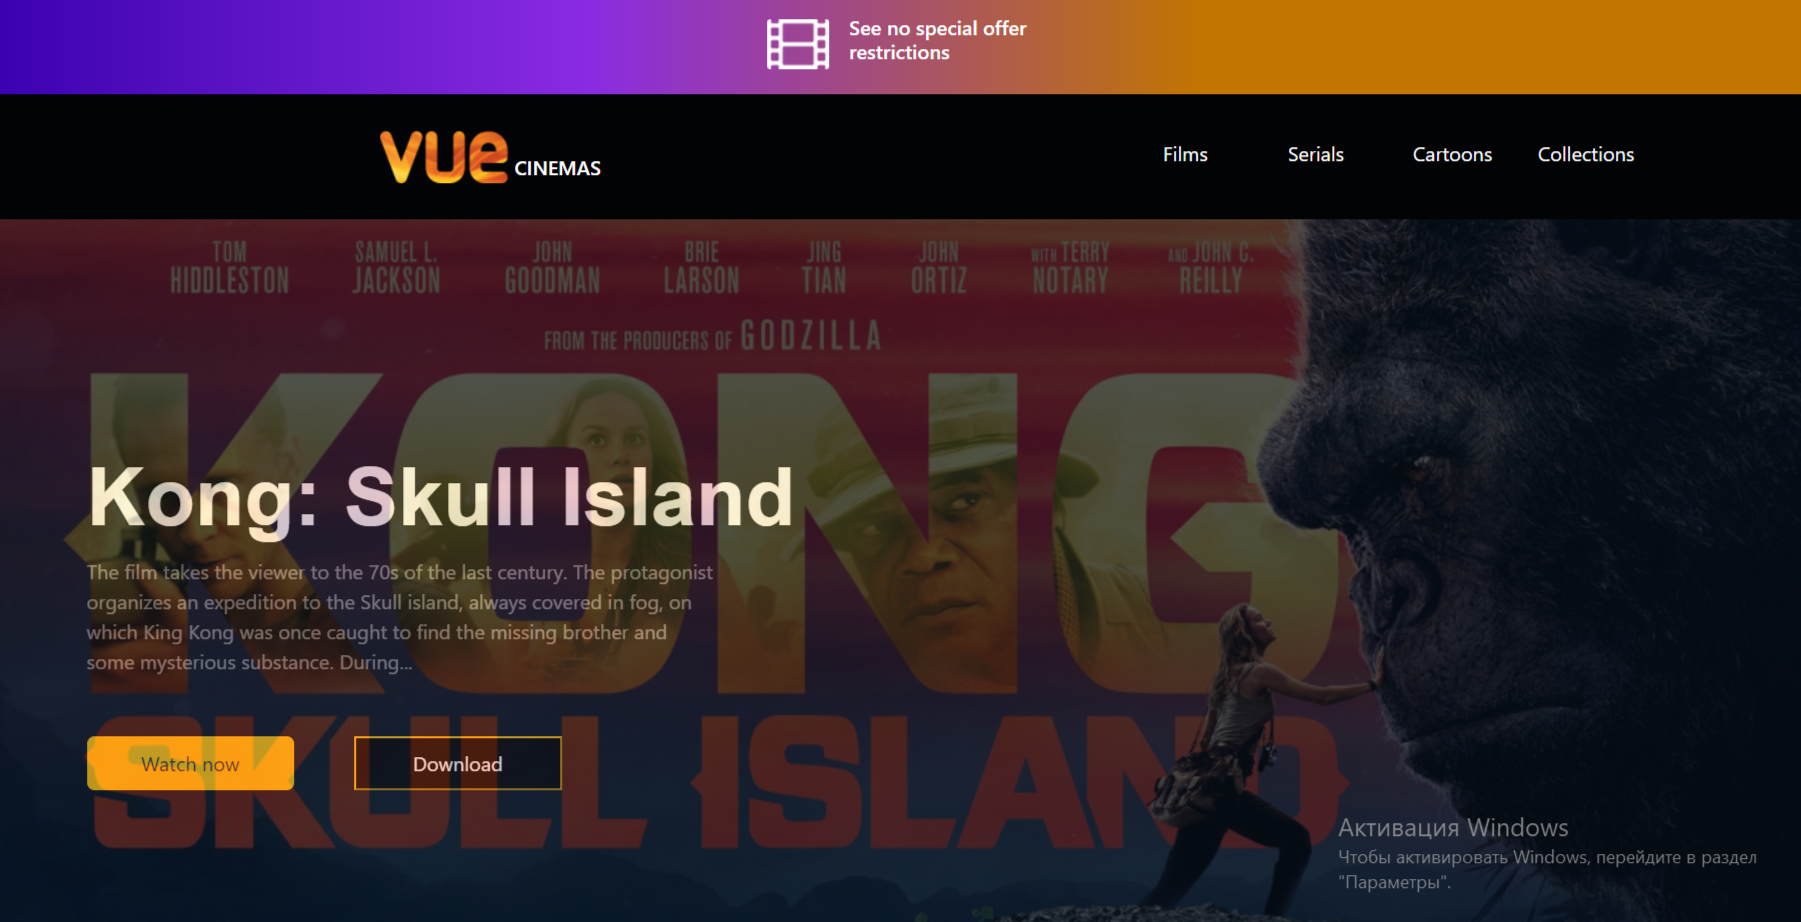 See no special offer
restrictions
VUE CINEMAS
Films Serials Cartoons Collections
TOM HIDDLESTON
SAMUEL L. JACKSON
JOHN GOODMAN
BRIE LARSON
JING TIAN
JOHN ORTIZ
WITH TERRY NOTARY
AND JOHN C. REILLY
FROM THE PRODUCERS OF GODZILLA
KONG
Kong: Skull Island
The film takes the viewer to the 70s of the last century. The protagonist
organizes an expedition to the Skull island, always covered in fog, on
which King Kong was once caught to find the missing brother and
some mysterious substance. During...
SKULL ISLAND
Watch now
Download
Активация Windows
Чтобы активировать Windows, перейдите в раздел
"Параметры".